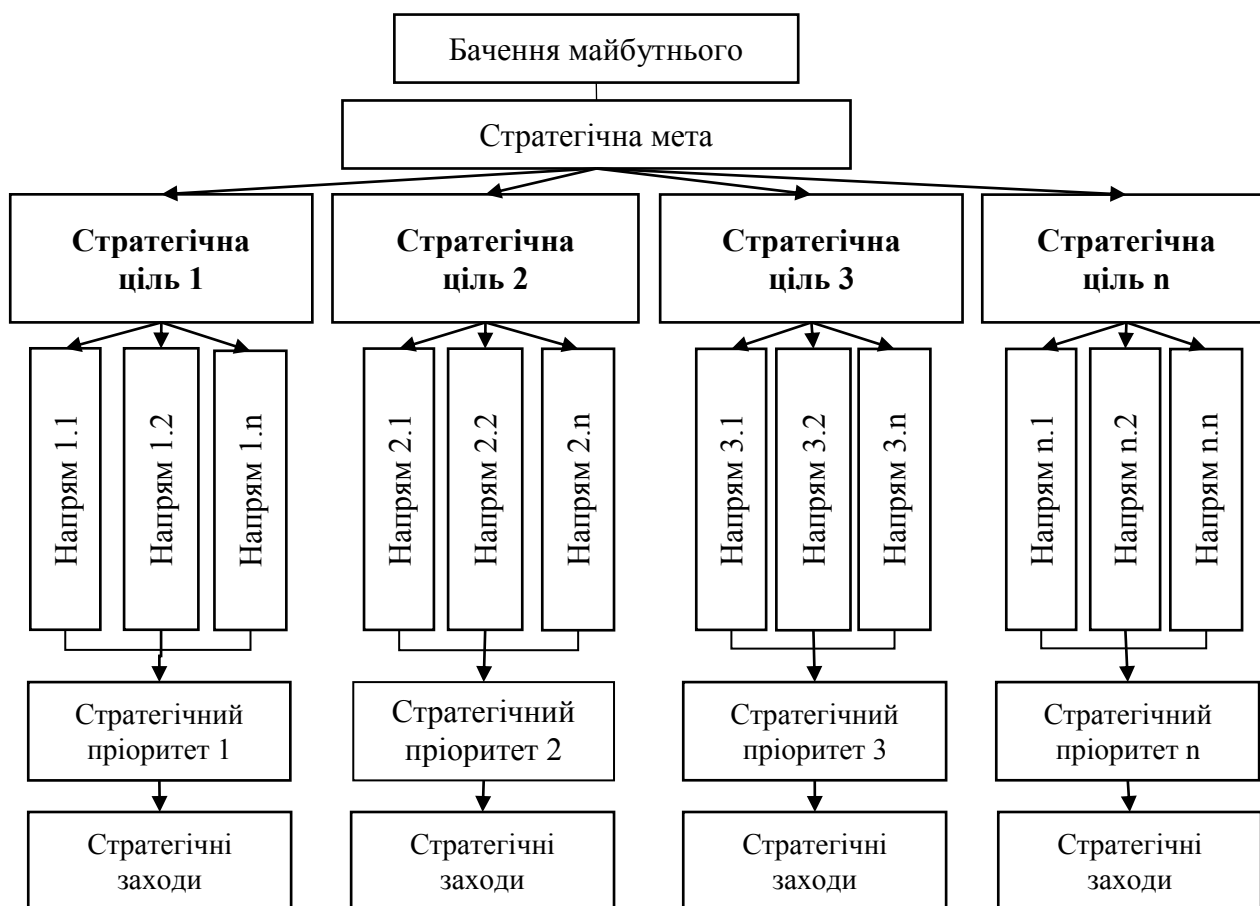 Бачення майбутнього
Стратегічна мета
Стратегічна
ціль 1
Стратегічна
ціль 2
Стратегічна
ціль 3
Стратегічна
ціль n
Напрям 1.1
Напрям 1.2
Напрям 1.n
Напрям 2.1
Напрям 2.2
Напрям 2.n
Напрям 3.1
Напрям 3.2
Напрям 3.n
Напрям n.1
Напрям n.2
Напрям n.n
Стратегічний
пріоритет 1
Стратегічний
пріоритет 2
Стратегічний
пріоритет 3
Стратегічний
пріоритет n
Стратегічні
заходи
Стратегічні
заходи
Стратегічні
заходи
Стратегічні
заходи